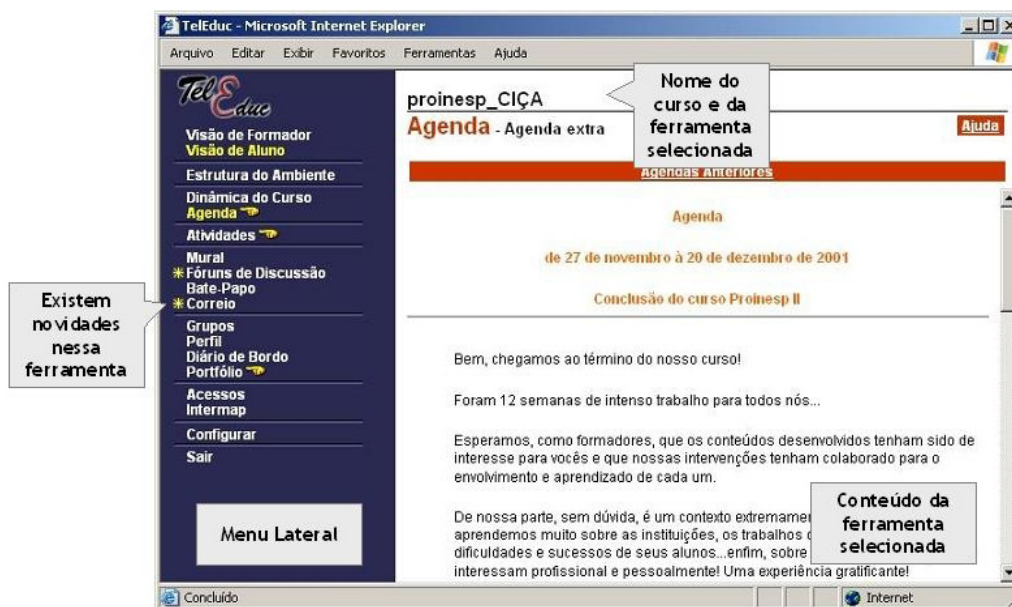 TelEduc - Microsoft Internet Explorer
Arquivo Editar Exibir Favoritos Ferramentas Ajuda
TelEduc
Visão de Formador
Visão de Aluno
Estrutura do Ambiente
Dinâmica do Curso
Agenda
Atividades
Mural
Fóruns de Discussão
Bate-Papo
Correio
Grupos
Perfil
Diário de Bordo
Portfólio
Acessos
Intermap
Configurar
Sair
Menu Lateral
Existem
novidades
nessa
ferramenta
proinesp_CIÇA
Agenda - Agenda extra
Ajuda
Nome do
curso e da
ferramenta
selecionada
Agendas Anteriores
Agenda
de 27 de novembro à 20 de dezembro de 2001
Conclusão do curso Proinesp II
Bem, chegamos ao término do nosso curso!
Foram 12 semanas de intenso trabalho para todos nós...
Esperamos, como formadores, que os conteúdos desenvolvidos tenham sido de
interesse para vocês e que nossas intervenções tenham colaborado para o
envolvimento e aprendizado de cada um.
De nossa parte, sem dúvida, é um contexto
aprendemos muito sobre as instituições, os trabalhos
dificuldades e sucessos de seus alunos...enfim, sobre
interessam profissional e pessoalmente! Uma experiência gratificante!
Conteúdo da
ferramenta
selecionada
Concluído
Internet